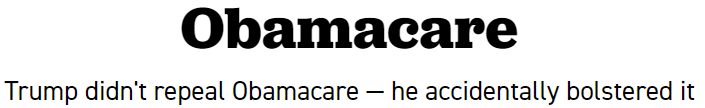 Obamacare
Trump didn't repeal Obamacare — he accidentally bolstered it